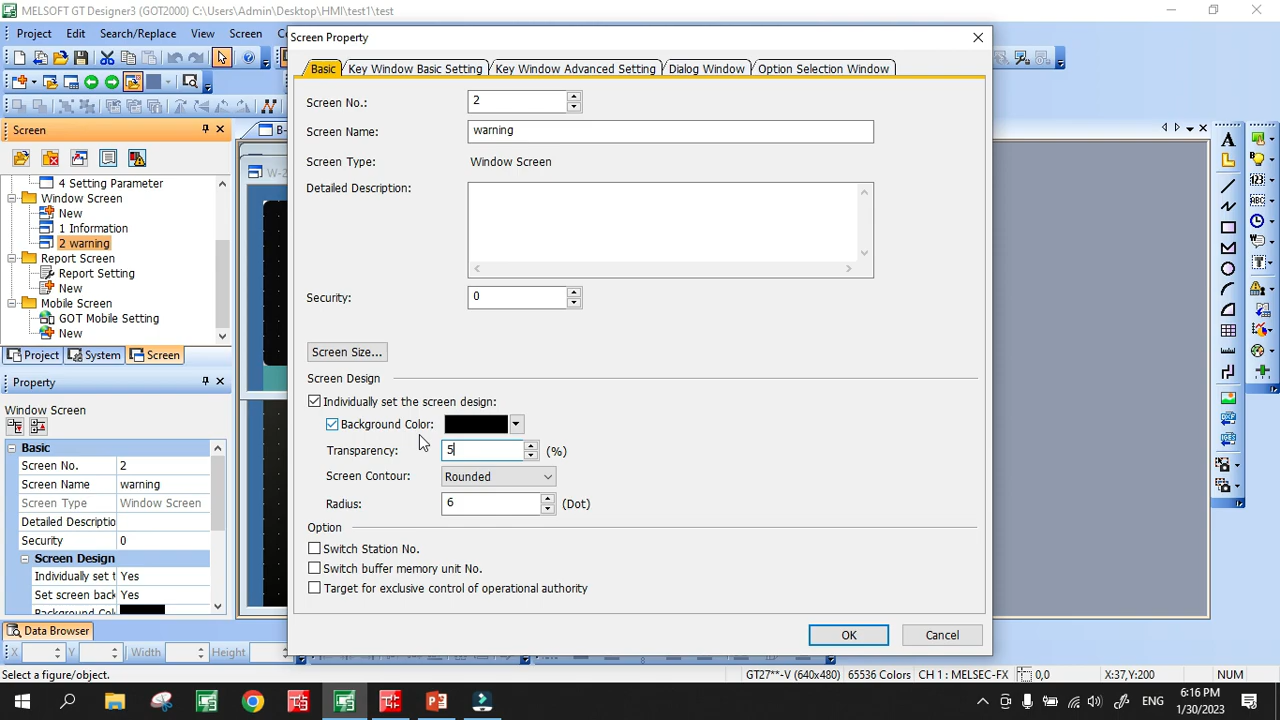 MELSOFT GT Designer3 (GOT2000) C:\Users\Admin\Desktop\HMI\test1\test
Project Edit Search/Replace View Screen
Screen Property
Basic Key Window Basic Setting Key Window Advanced Setting Dialog Window Option Selection Window
Screen No.: 2
Screen Name: warning
Screen Type: Window Screen
Detailed Description:
Security: 0
Screen Size...
Screen Design
Individually set the screen design:
Background Color:
Transparency: 5 (%)
Screen Contour: Rounded
Radius: 6 (Dot)
Option
Switch Station No.
Switch buffer memory unit No.
Target for exclusive control of operational authority
OK Cancel
Screen
B-
W-2
4 Setting Parameter
Window Screen
New
1 Information
2 warning
Report Screen
Report Setting
New
Mobile Screen
GOT Mobile Setting
New
Project System Screen
Property
Window Screen
Basic
Screen No. 2
Screen Name warning
Screen Type Window Screen
Detailed Descriptio
Security 0
Screen Design
Individually set t Yes
Set screen back Yes
Background Col
Data Browser
X Y Width Height
Select a figure/object. GT27**-V (640x480) 65536 Colors CH 1 : MELSEC-FX 0,0 X:37,Y:200 NUM
ENG 6:16 PM
1/30/2023